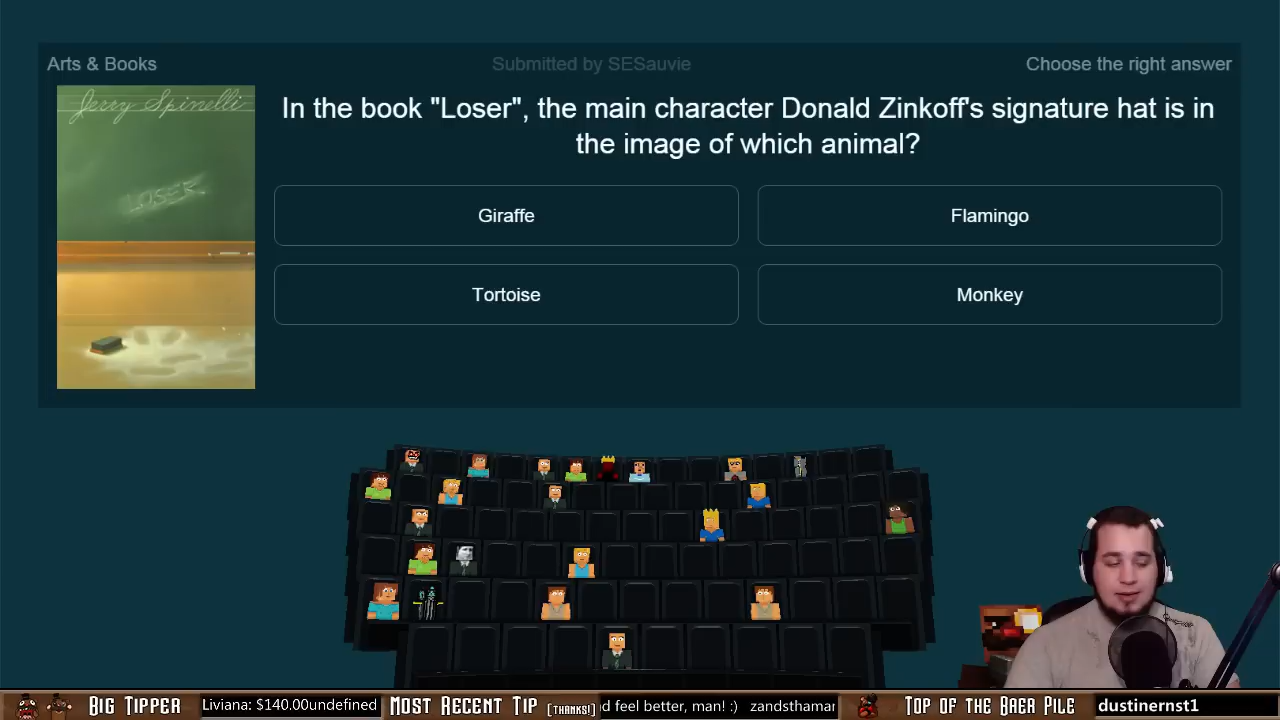 Arts & Books
Submitted by SESauvie
Choose the right answer
Jerry Spinelli
LOSER
In the book "Loser", the main character Donald Zinkoff's signature hat is in
the image of which animal?
Giraffe
Flamingo
Tortoise
Monkey
BIG TIPPER
Liviana: $140.00undefined
MOST RECENT TIP (THANKS!)
d feel better, man! :) zandsthamar
TOP OF THE BAER PILE
dustinernst1